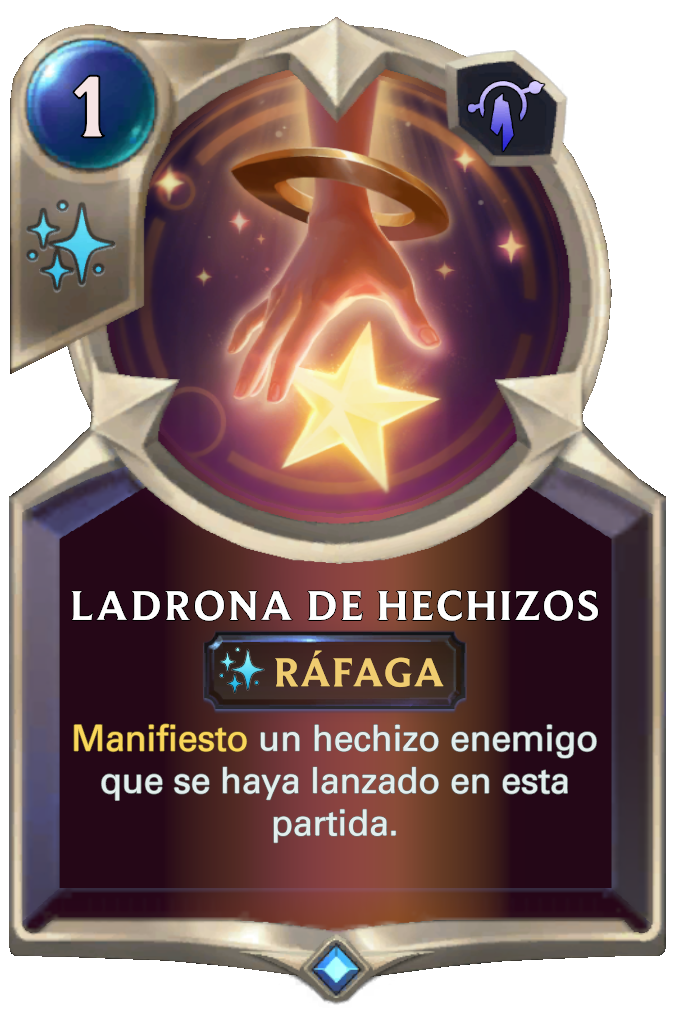 1
LADRONA DE HECHIZOS
RÁFAGA
Manifiesto un hechizo enemigo
que se haya lanzado en esta
partida.